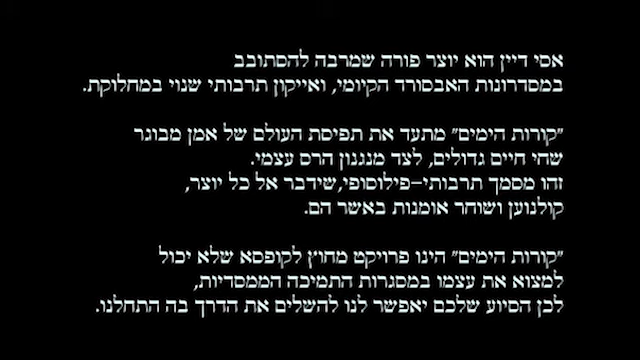 אסי דיין הוא יוצר פורה שמרבה להסתובב
במסדרונות האבסורד הקיומי, ואייקון תרבותי שנוי במחלוקת.
"קורות הימים" מתעד את תפיסת העולם של אמן מבוגר
שחי חיים גדולים, לצד מנגנון הרס עצמי.
זהו מסמך תרבותי-פילוסופי,שידבר אל כל יוצר,
קולנוען ושוחר אומנות באשר הם.
"קורות הימים" הינו פרויקט מחוץ לקופסא שלא יכול
למצוא את עצמו במסגרות התמיכה הממסדיות,
לכן הסיוע שלכם יאפשר לנו להשלים את הדרך בה התחלנו.